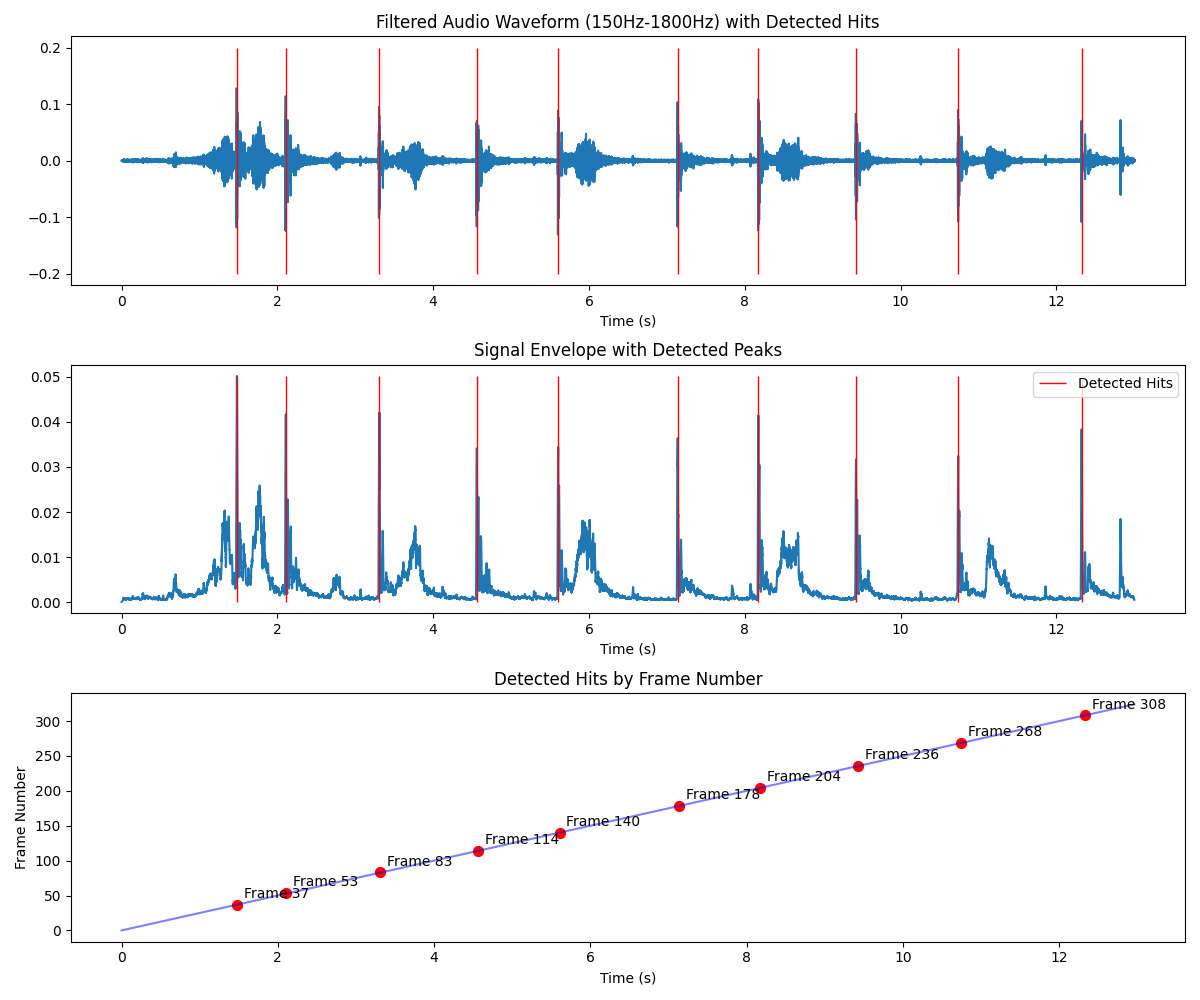 Filtered Audio Waveform (150Hz-1800Hz) with Detected Hits
0.2
0.1
0.0
−0.1
−0.2
0 2 4 6 8 10 12
Time (s)
Signal Envelope with Detected Peaks
Detected Hits
0.05
0.04
0.03
0.02
0.01
0.00
0 2 4 6 8 10 12
Time (s)
Detected Hits by Frame Number
Frame Number
300
250
200
150
100
50
0
Frame 37
Frame 53
Frame 83
Frame 114
Frame 140
Frame 178
Frame 204
Frame 236
Frame 268
Frame 308
0 2 4 6 8 10 12
Time (s)